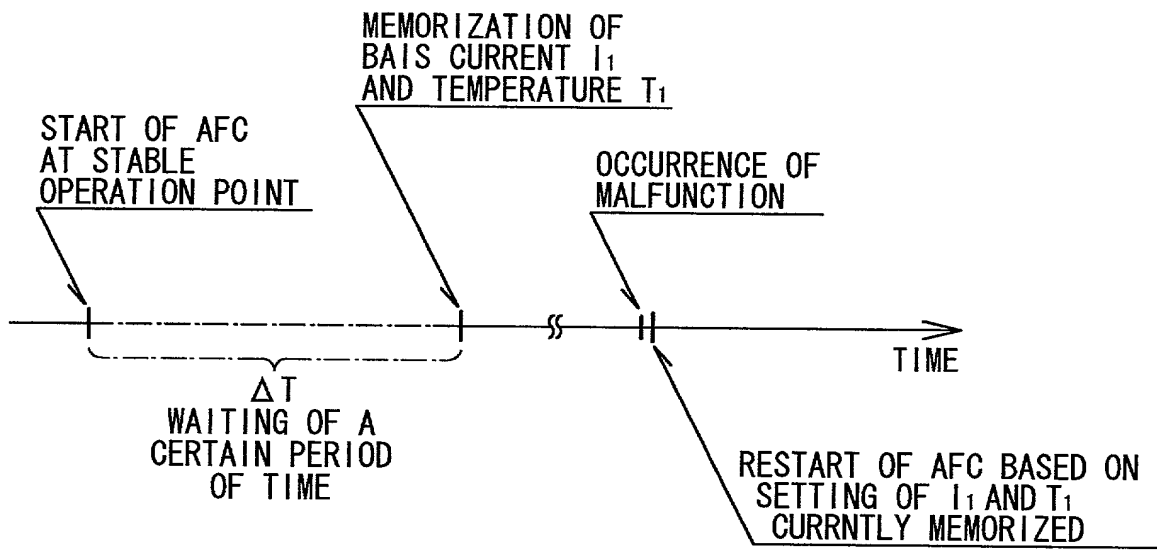 MEMORIZATION OF
BAIS CURRENT I₁
AND TEMPERATURE T₁
START OF AFC
AT STABLE
OPERATION POINT
OCCURRENCE OF
MALFUNCTION
TIME
ΔT
WAITING OF A
CERTAIN PERIOD
OF TIME
RESTART OF AFC BASED ON
SETTING OF I₁ AND T₁
CURRNTLY MEMORIZED